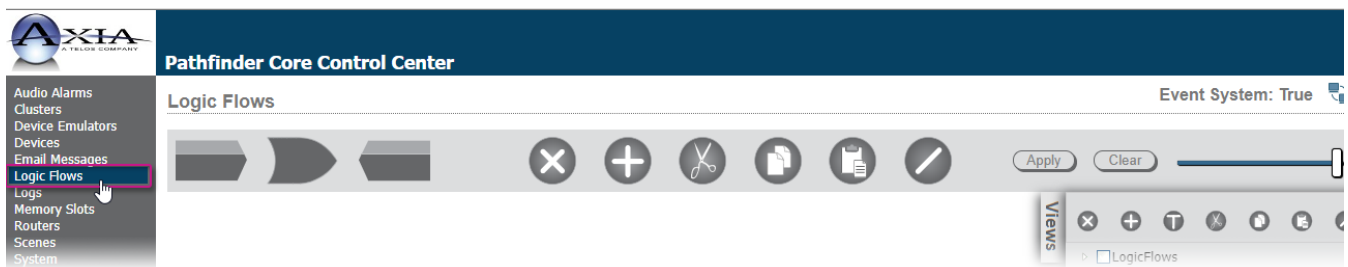 AXIA
A TELOS COMPANY
Pathfinder Core Control Center
Audio Alarms
Clusters
Device Emulators
Devices
Email Messages
Logic Flows
Logs
Memory Slots
Routers
Scenes
System
Logic Flows
Event System: True
Apply
Clear
Views
T
LogicFlows